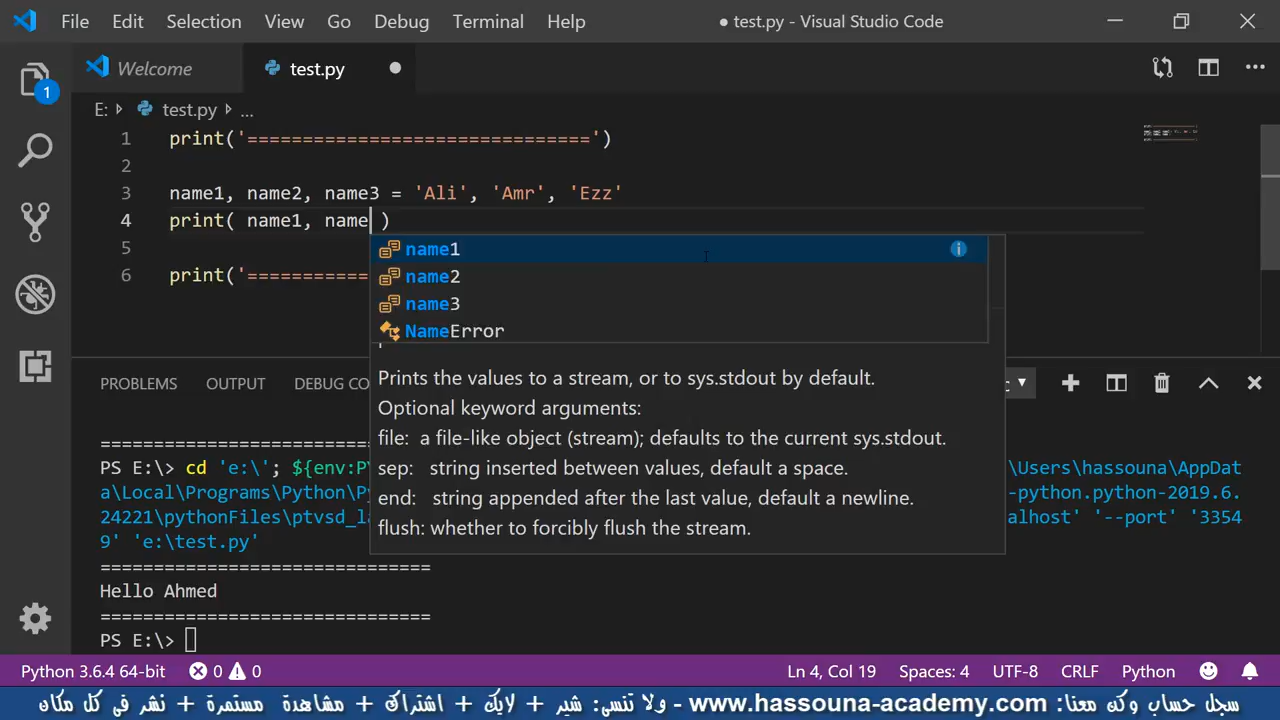 File Edit Selection View Go Debug Terminal Help ● test.py - Visual Studio Code
Welcome test.py
1
E: test.py ...
1 print('==============================')
2
3 name1, name2, name3 = 'Ali', 'Amr', 'Ezz'
4 print( name1, name )
5
6 print('===========
name1
name2
name3
NameError
Prints the values to a stream, or to sys.stdout by default.
Optional keyword arguments:
file: a file-like object (stream); defaults to the current sys.stdout.
sep: string inserted between values, default a space.
end: string appended after the last value, default a newline.
flush: whether to forcibly flush the stream.
PROBLEMS OUTPUT DEBUG CO
==============================
PS E:\> cd 'e:\'; ${env:PY \Users\hassouna\AppDat
a\Local\Programs\Python\Py -python.python-2019.6.
24221\pythonFiles\ptvsd_la alhost' '--port' '3354
9' 'e:\test.py'
==============================
Hello Ahmed
==============================
PS E:\>
Python 3.6.4 64-bit 0 0 Ln 4, Col 19 Spaces: 4 UTF-8 CRLF Python
سجل حساب وكن معنا: www.hassouna-academy.com - ولا تنسى: شير + لايك + اشتراك + مشاهدة مستمرة + نشر فى كل مكان